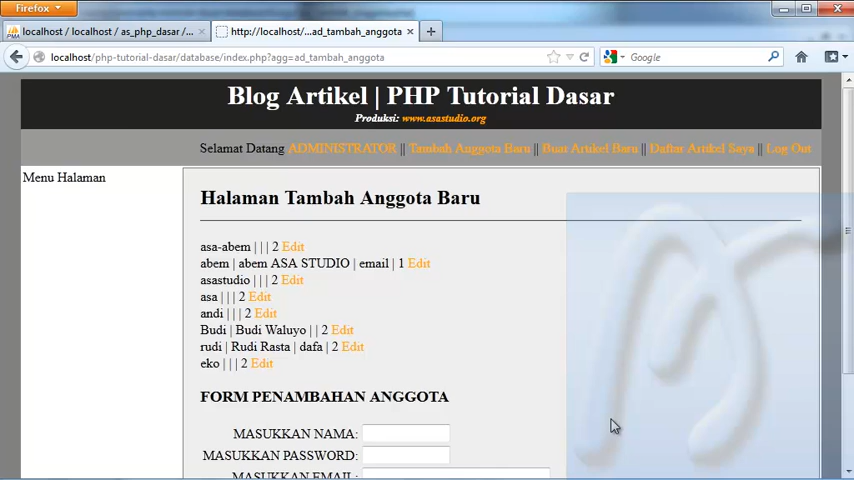 Firefox
localhost / localhost / as_php_dasar /...
http://localhost/...ad_tambah_anggota
localhost/php-tutorial-dasar/database/index.php?agg=ad_tambah_anggota
Google
Blog Artikel | PHP Tutorial Dasar
Produksi: www.asastudio.org
Selamat Datang ADMINISTRATOR || Tambah Anggota Baru || Buat Artikel Baru || Daftar Artikel Saya || Log Out
Menu Halaman
Halaman Tambah Anggota Baru
asa-abem | | | 2 Edit
abem | abem ASA STUDIO | email | 1 Edit
asastudio | | | 2 Edit
asa | | | 2 Edit
andi | | | 2 Edit
Budi | Budi Waluyo | | 2 Edit
rudi | Rudi Rasta | dafa | 2 Edit
eko | | | 2 Edit
FORM PENAMBAHAN ANGGOTA
MASUKKAN NAMA:
MASUKKAN PASSWORD:
MASUKKAN EMAIL: